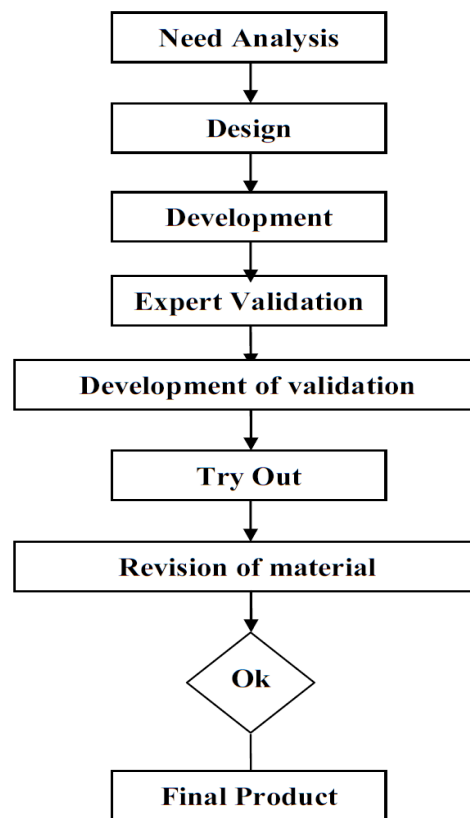 Need Analysis
Design
Development
Expert Validation
Development of validation
Try Out
Revision of material
Ok
Final Product